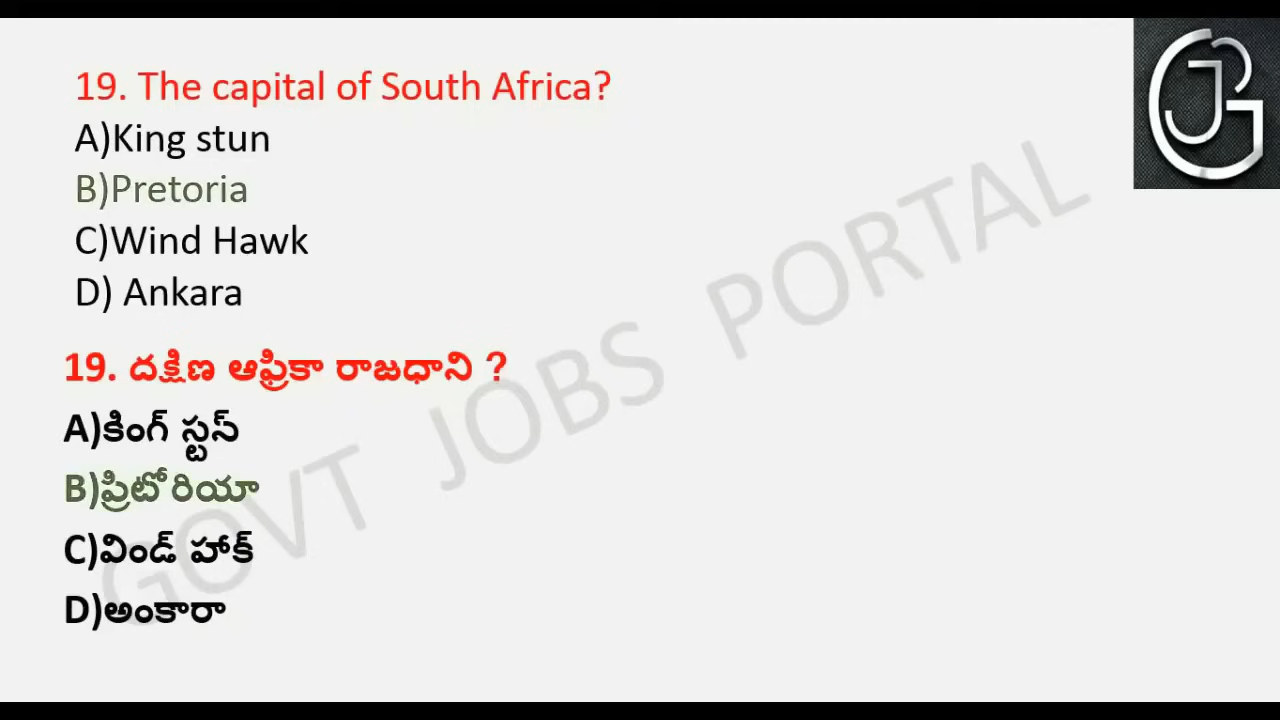 19. The capital of South Africa?
A)King stun
B)Pretoria
C)Wind Hawk
D) Ankara
19. దక్షిణ ఆఫ్రికా రాజధాని ?
A)కింగ్ స్టన్
B)ప్రిటోరియా
C)విండ్ హాక్
D)అంకారా
GOVT JOBS PORTAL